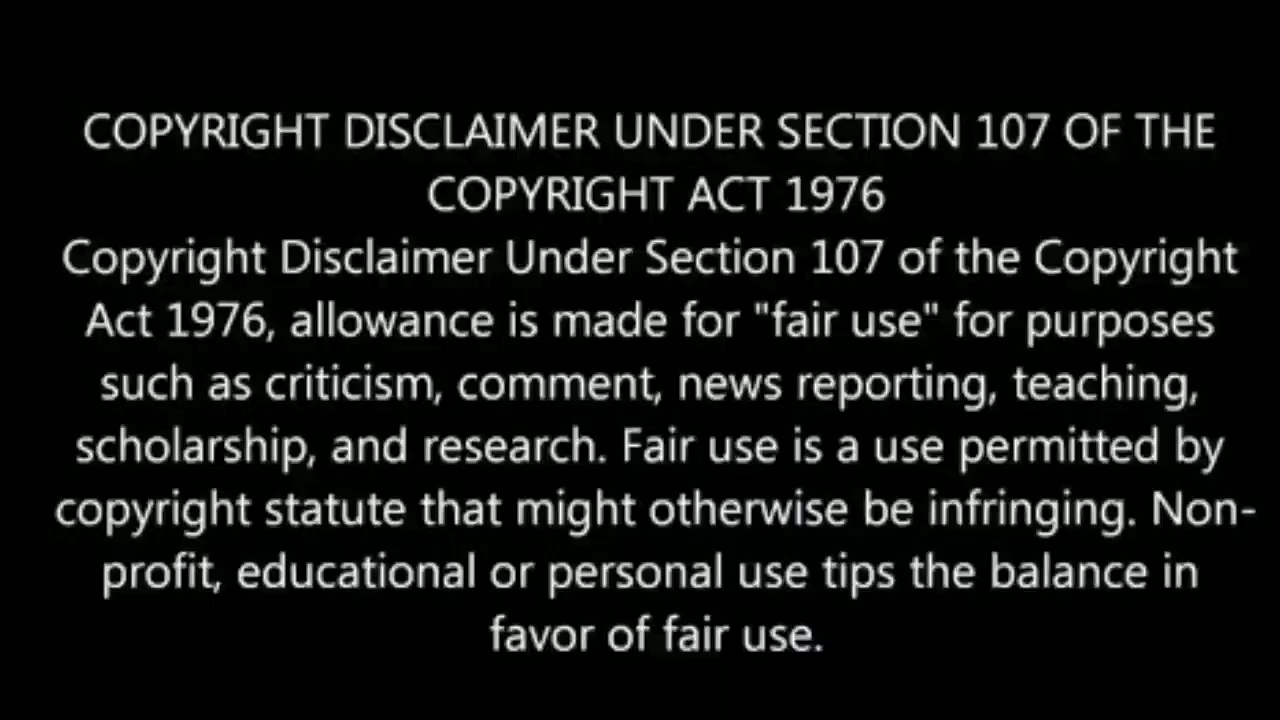 COPYRIGHT DISCLAIMER UNDER SECTION 107 OF THE
COPYRIGHT ACT 1976
Copyright Disclaimer Under Section 107 of the Copyright
Act 1976, allowance is made for "fair use" for purposes
such as criticism, comment, news reporting, teaching,
scholarship, and research. Fair use is a use permitted by
copyright statute that might otherwise be infringing. Non-
profit, educational or personal use tips the balance in
favor of fair use.